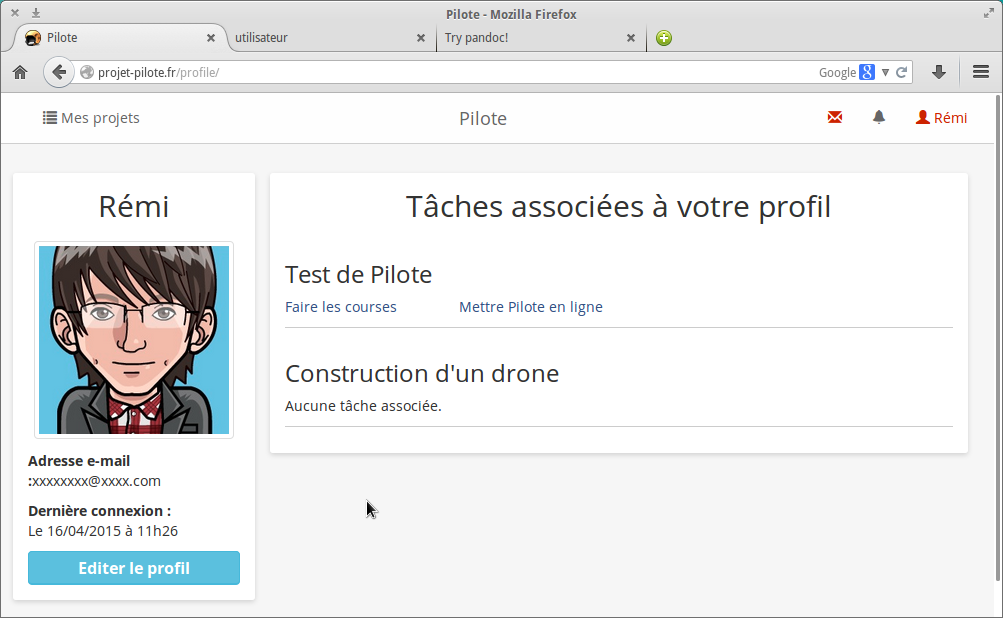 Pilote - Mozilla Firefox
Pilote
utilisateur
Try pandoc!
projet-pilote.fr/profile/
Google
Mes projets
Pilote
Rémi
Rémi
Adresse e-mail
:xxxxxxxx@xxxx.com
Dernière connexion :
Le 16/04/2015 à 11h26
Editer le profil
Tâches associées à votre profil
Test de Pilote
Faire les courses Mettre Pilote en ligne
Construction d'un drone
Aucune tâche associée.